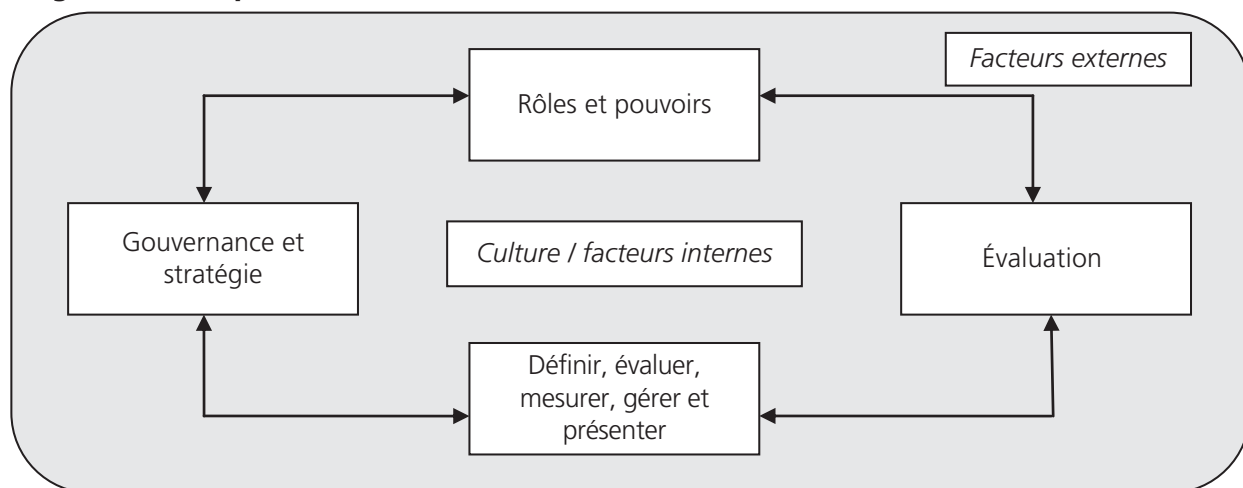 Facteurs externes
Rôles et pouvoirs
Gouvernance et
stratégie
Culture / facteurs internes
Évaluation
Définir, évaluer,
mesurer, gérer et
présenter